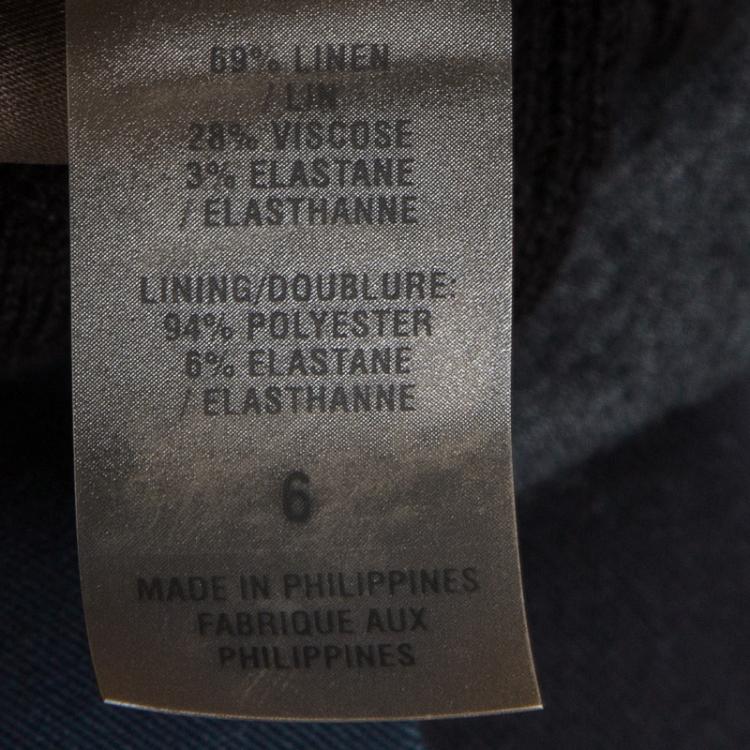 69% LINEN
/ LIN
28% VISCOSE
3% ELASTANE
/ ELASTHANNE
LINING/DOUBLURE:
94% POLYESTER
6% ELASTANE
/ ELASTHANNE
6
MADE IN PHILIPPINES
FABRIQUE AUX
PHILIPPINES